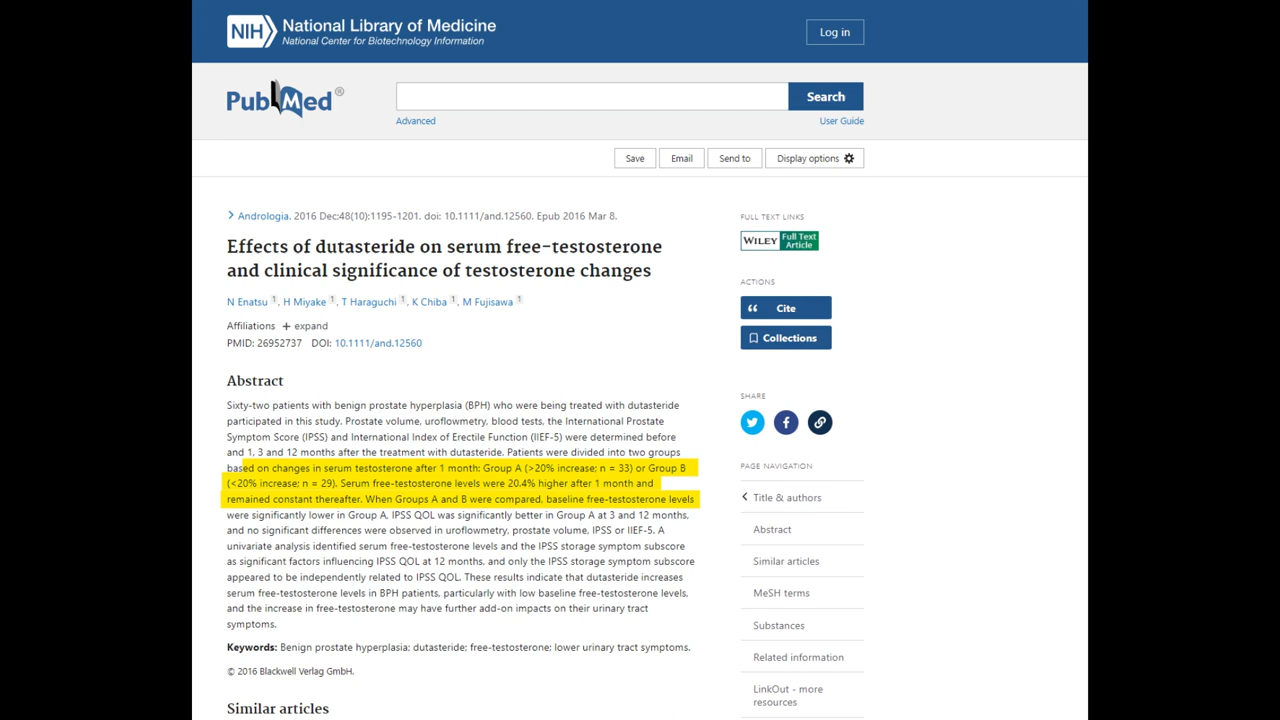 NIH National Library of Medicine
National Center for Biotechnology Information
Log in
PubMed®
Search
Advanced
User Guide
Save
Email
Send to
Display options
Andrologia. 2016 Dec;48(10):1195-1201. doi: 10.1111/and.12560. Epub 2016 Mar 8.
Effects of dutasteride on serum free-testosterone
and clinical significance of testosterone changes
N Enatsu 1, H Miyake 1, T Haraguchi 1, K Chiba 1, M Fujisawa 1
Affiliations + expand
PMID: 26952737 DOI: 10.1111/and.12560
Abstract
Sixty-two patients with benign prostate hyperplasia (BPH) who were being treated with dutasteride
participated in this study. Prostate volume, uroflowmetry, blood tests, the International Prostate
Symptom Score (IPSS) and International Index of Erectile Function (IIEF-5) were determined before
and 1, 3 and 12 months after the treatment with dutasteride. Patients were divided into two groups
based on changes in serum testosterone after 1 month: Group A (>20% increase; n = 33) or Group B
(<20% increase; n = 29). Serum free-testosterone levels were 20.4% higher after 1 month and
remained constant thereafter. When Groups A and B were compared, baseline free-testosterone levels
were significantly lower in Group A, IPSS QOL was significantly better in Group A at 3 and 12 months,
and no significant differences were observed in uroflowmetry, prostate volume, IPSS or IIEF-5. A
univariate analysis identified serum free-testosterone levels and the IPSS storage symptom subscore
as significant factors influencing IPSS QOL at 12 months, and only the IPSS storage symptom subscore
appeared to be independently related to IPSS QOL. These results indicate that dutasteride increases
serum free-testosterone levels in BPH patients, particularly with low baseline free-testosterone levels,
and the increase in free-testosterone may have further add-on impacts on their urinary tract
symptoms.
Keywords: Benign prostate hyperplasia; dutasteride; free-testosterone; lower urinary tract symptoms.
© 2016 Blackwell Verlag GmbH.
Similar articles
FULL TEXT LINKS
WILEY Full Text
Article
ACTIONS
Cite
Collections
SHARE
PAGE NAVIGATION
Title & authors
Abstract
Similar articles
MeSH terms
Substances
Related information
LinkOut - more
resources